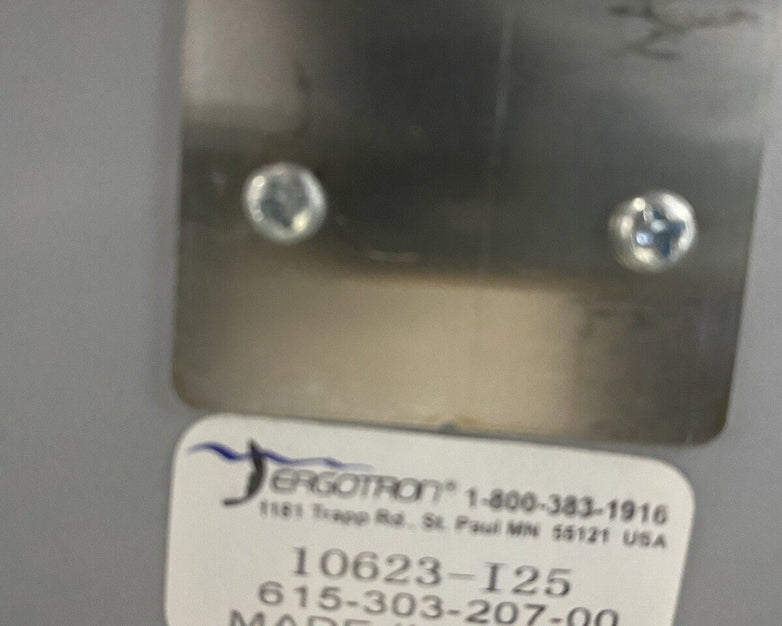 ERGOTRON® 1-800-383-1916
1181 Trapp Rd., St. Paul MN 55121 USA
10623-I25
615-303-207-00
MADE